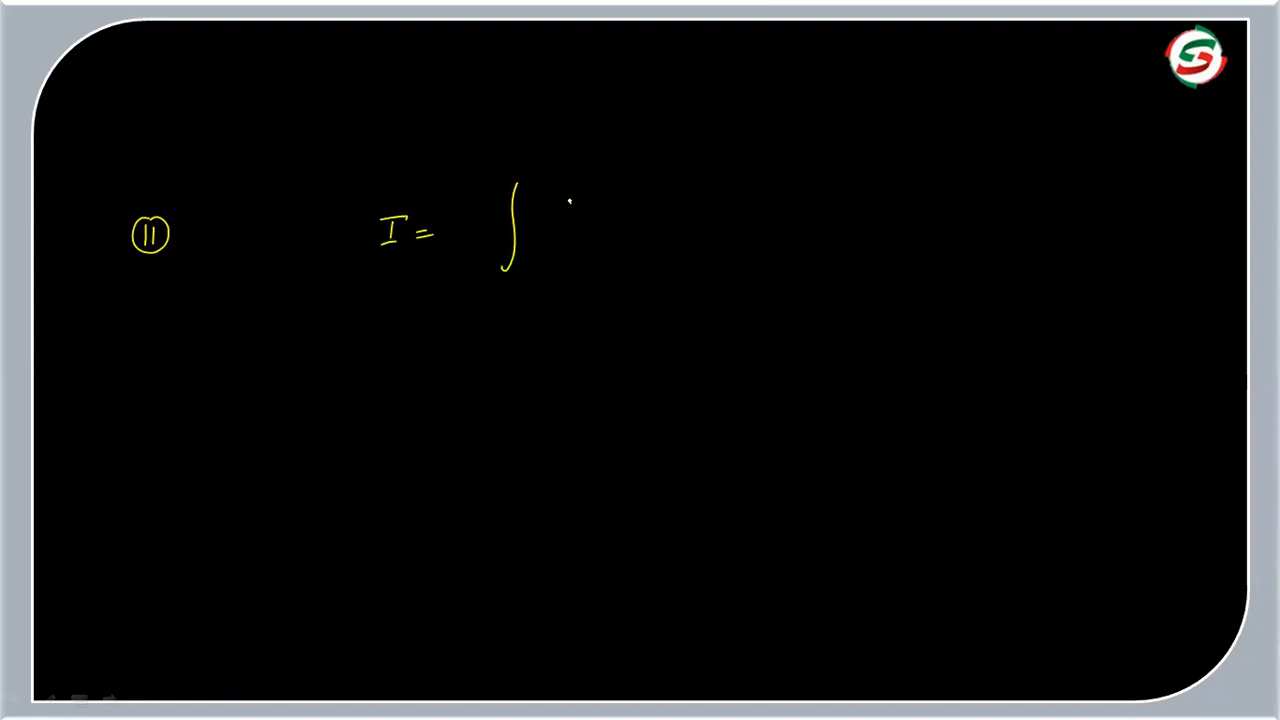 ⑪ I = ∫